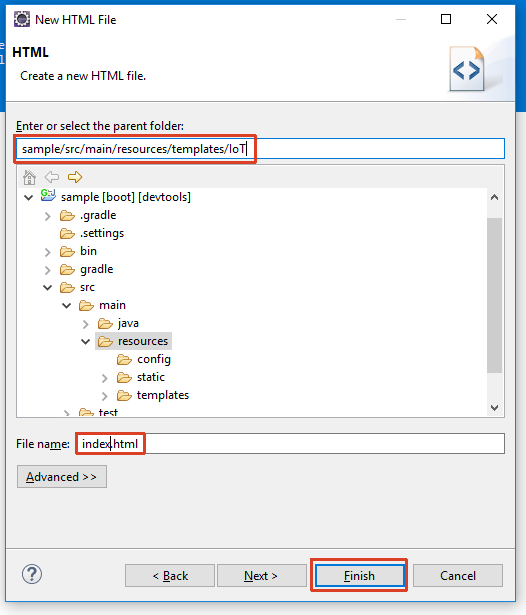 New HTML File
HTML
Create a new HTML file.
Enter or select the parent folder:
sample/src/main/resources/templates/IoT
sample [boot] [devtools]
.gradle
.settings
bin
gradle
src
main
java
resources
config
static
templates
test
File name: index.html
Advanced >>
< Back Next > Finish Cancel